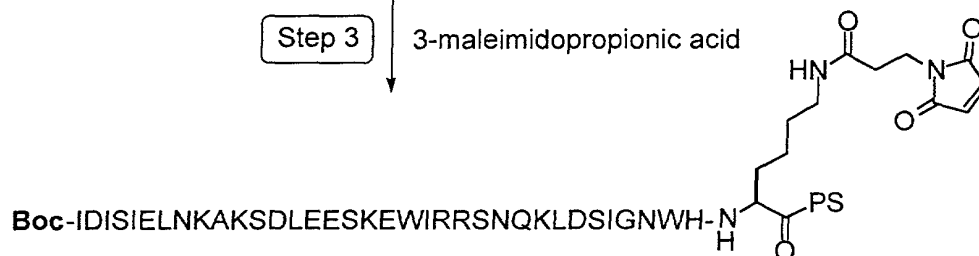 O
O
Step 3
3-maleimidopropionic acid
HN
N
O
PS
Boc-IDISIELNKAKSDLEESKEWIRRSNQKLDSIGNWH-N
H
O